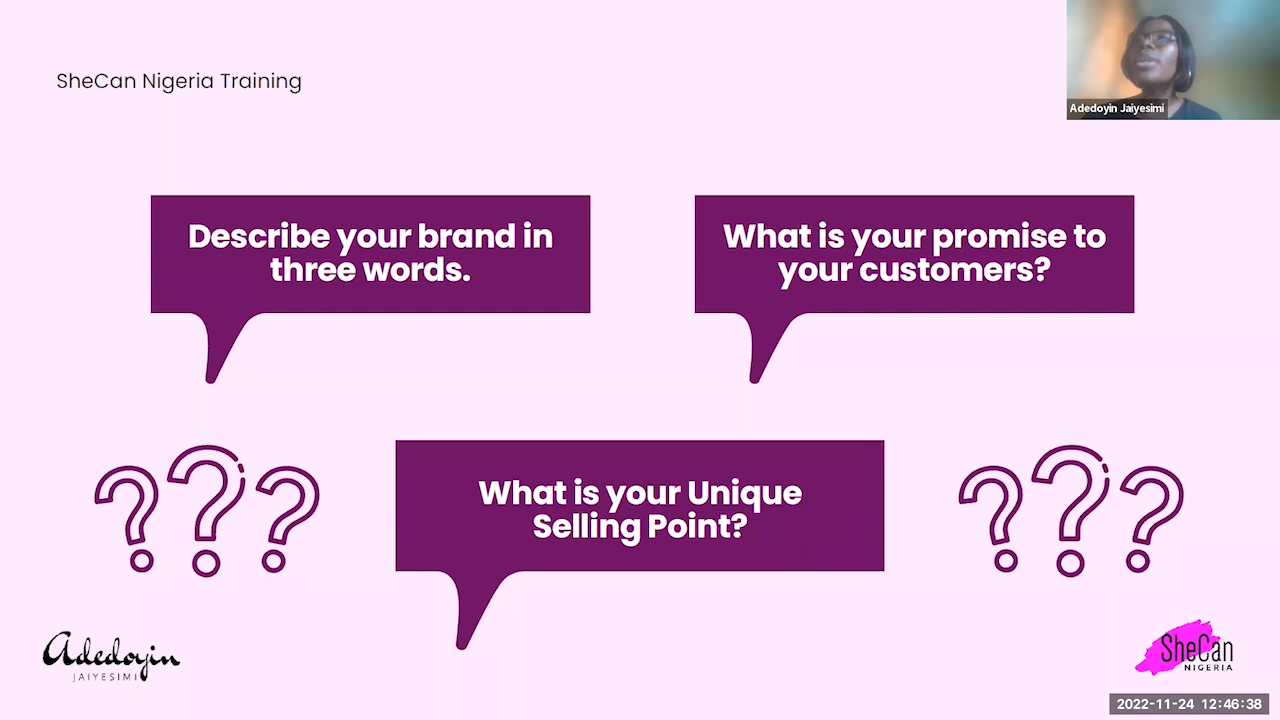 SheCan Nigeria Training
Adedoyin Jaiyesimi
Describe your brand in
three words.
What is your promise to
your customers?
What is your Unique
Selling Point?
Adedoyin
JAIYESIMI
SheCan
NIGERIA
2022-11-24 12:46:38